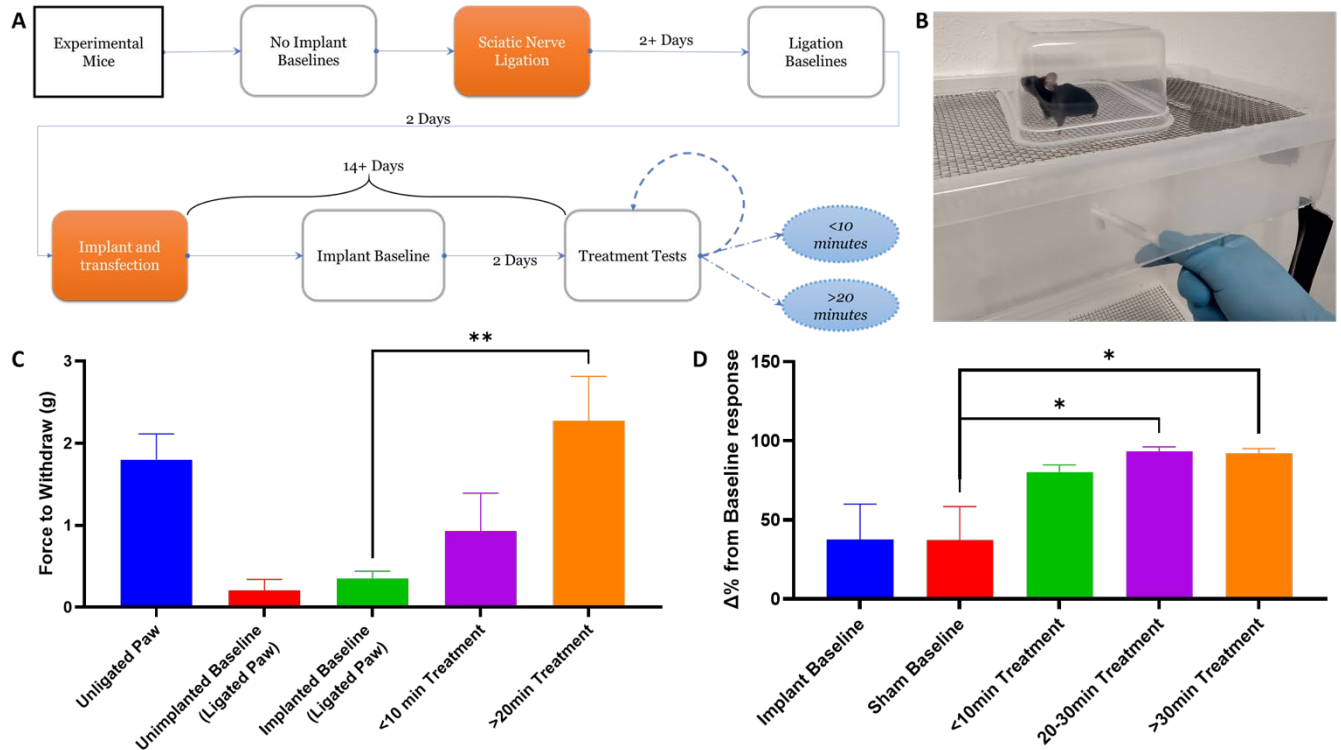 A
Experimental
Mice
No Implant
Baselines
Sciatic Nerve
Ligation
2+ Days
Ligation
Baselines
2 Days
14+ Days
Implant and
transfection
Implant Baseline
2 Days
Treatment Tests
<10
minutes
>20
minutes
B
C
Force to Withdraw (g)
3
2
1
0
**
Unligated Paw
Unimplanted Baseline
(Ligated Paw)
Implanted Baseline
(Ligated Paw)
<10 min Treatment
>20min Treatment
D
Δ% from Baseline response
150
100
50
0
*
*
Implant Baseline
Sham Baseline
<10min Treatment
20-30min Treatment
>30min Treatment